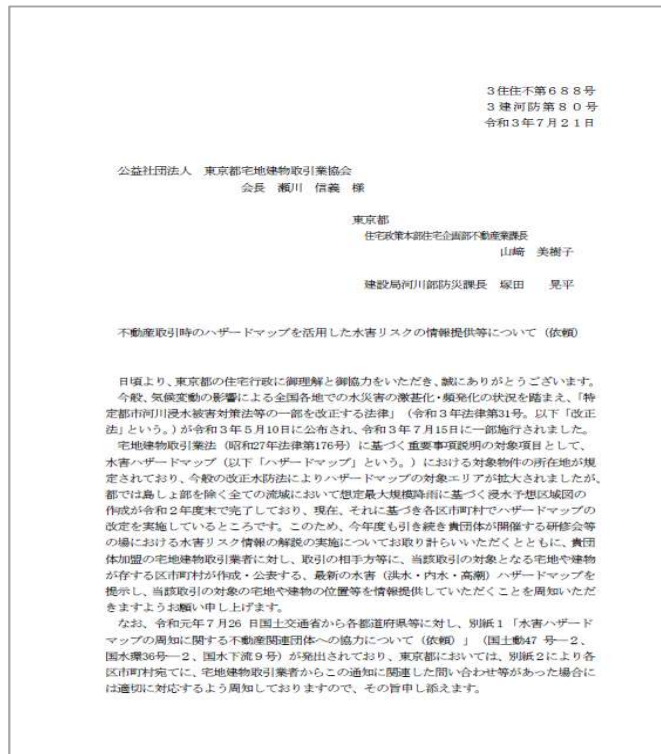 3住住不第688号
3建河防第80号
令和3年7月21日
公益社団法人　東京都宅地建物取引業協会
会長　瀬川　信義　様
東京都
住宅政策本部住宅企画部不動産業課長
山﨑　美樹子
建設局河川部防災課長　塚田　晃平
不動産取引時のハザードマップを活用した水害リスクの情報提供等について（依頼）
日頃より、東京都の住宅行政に御理解と御協力をいただき、誠にありがとうございます。
今般、気候変動の影響による全国各地での水災害の激甚化・頻発化の状況を踏まえ、「特
定都市河川浸水被害対策法等の一部を改正する法律」（令和3年法律第31号。以下「改正
法」という。）が令和3年5月10日に公布され、令和3年7月15日に一部施行されました。
宅地建物取引業法（昭和27年法律第176号）に基づく重要事項説明の対象項目として、
水害ハザードマップ（以下「ハザードマップ」という。）における対象物件の所在地が規
定されており、今般の改正水防法によりハザードマップの対象エリアが拡大されましたが、
都では島しょ部を除く全ての流域において想定最大規模降雨に基づく浸水予想区域図の
作成が令和2年度末で完了しており、現在、それに基づき各区市町村でハザードマップの
改定を実施しているところです。このため、今年度も引き続き貴団体が開催する研修会等
の場における水害リスク情報の解説の実施についてお取り計らいいただくとともに、貴団
体加盟の宅地建物取引業者に対し、取引の相手方等に、当該取引の対象となる宅地や建物
が存する区市町村が作成・公表する、最新の水害（洪水・内水・高潮）ハザードマップを
提示し、当該取引の対象の宅地や建物の位置等を情報提供していただくことを周知いただ
きますようお願い申し上げます。
なお、令和元年7月26 日国土交通省から各都道府県等に対し、別紙1「水害ハザード
マップの周知に関する不動産関連団体への協力について（依頼）」（国土動47 号―2、
国水環36号―2、国水下流9号）が発出されており、東京都においては、別紙2により各
区市町村宛てに、宅地建物取引業者からこの通知に関連した問い合わせ等があった場合に
は適切に対応するよう周知しておりますので、その旨申し添えます。